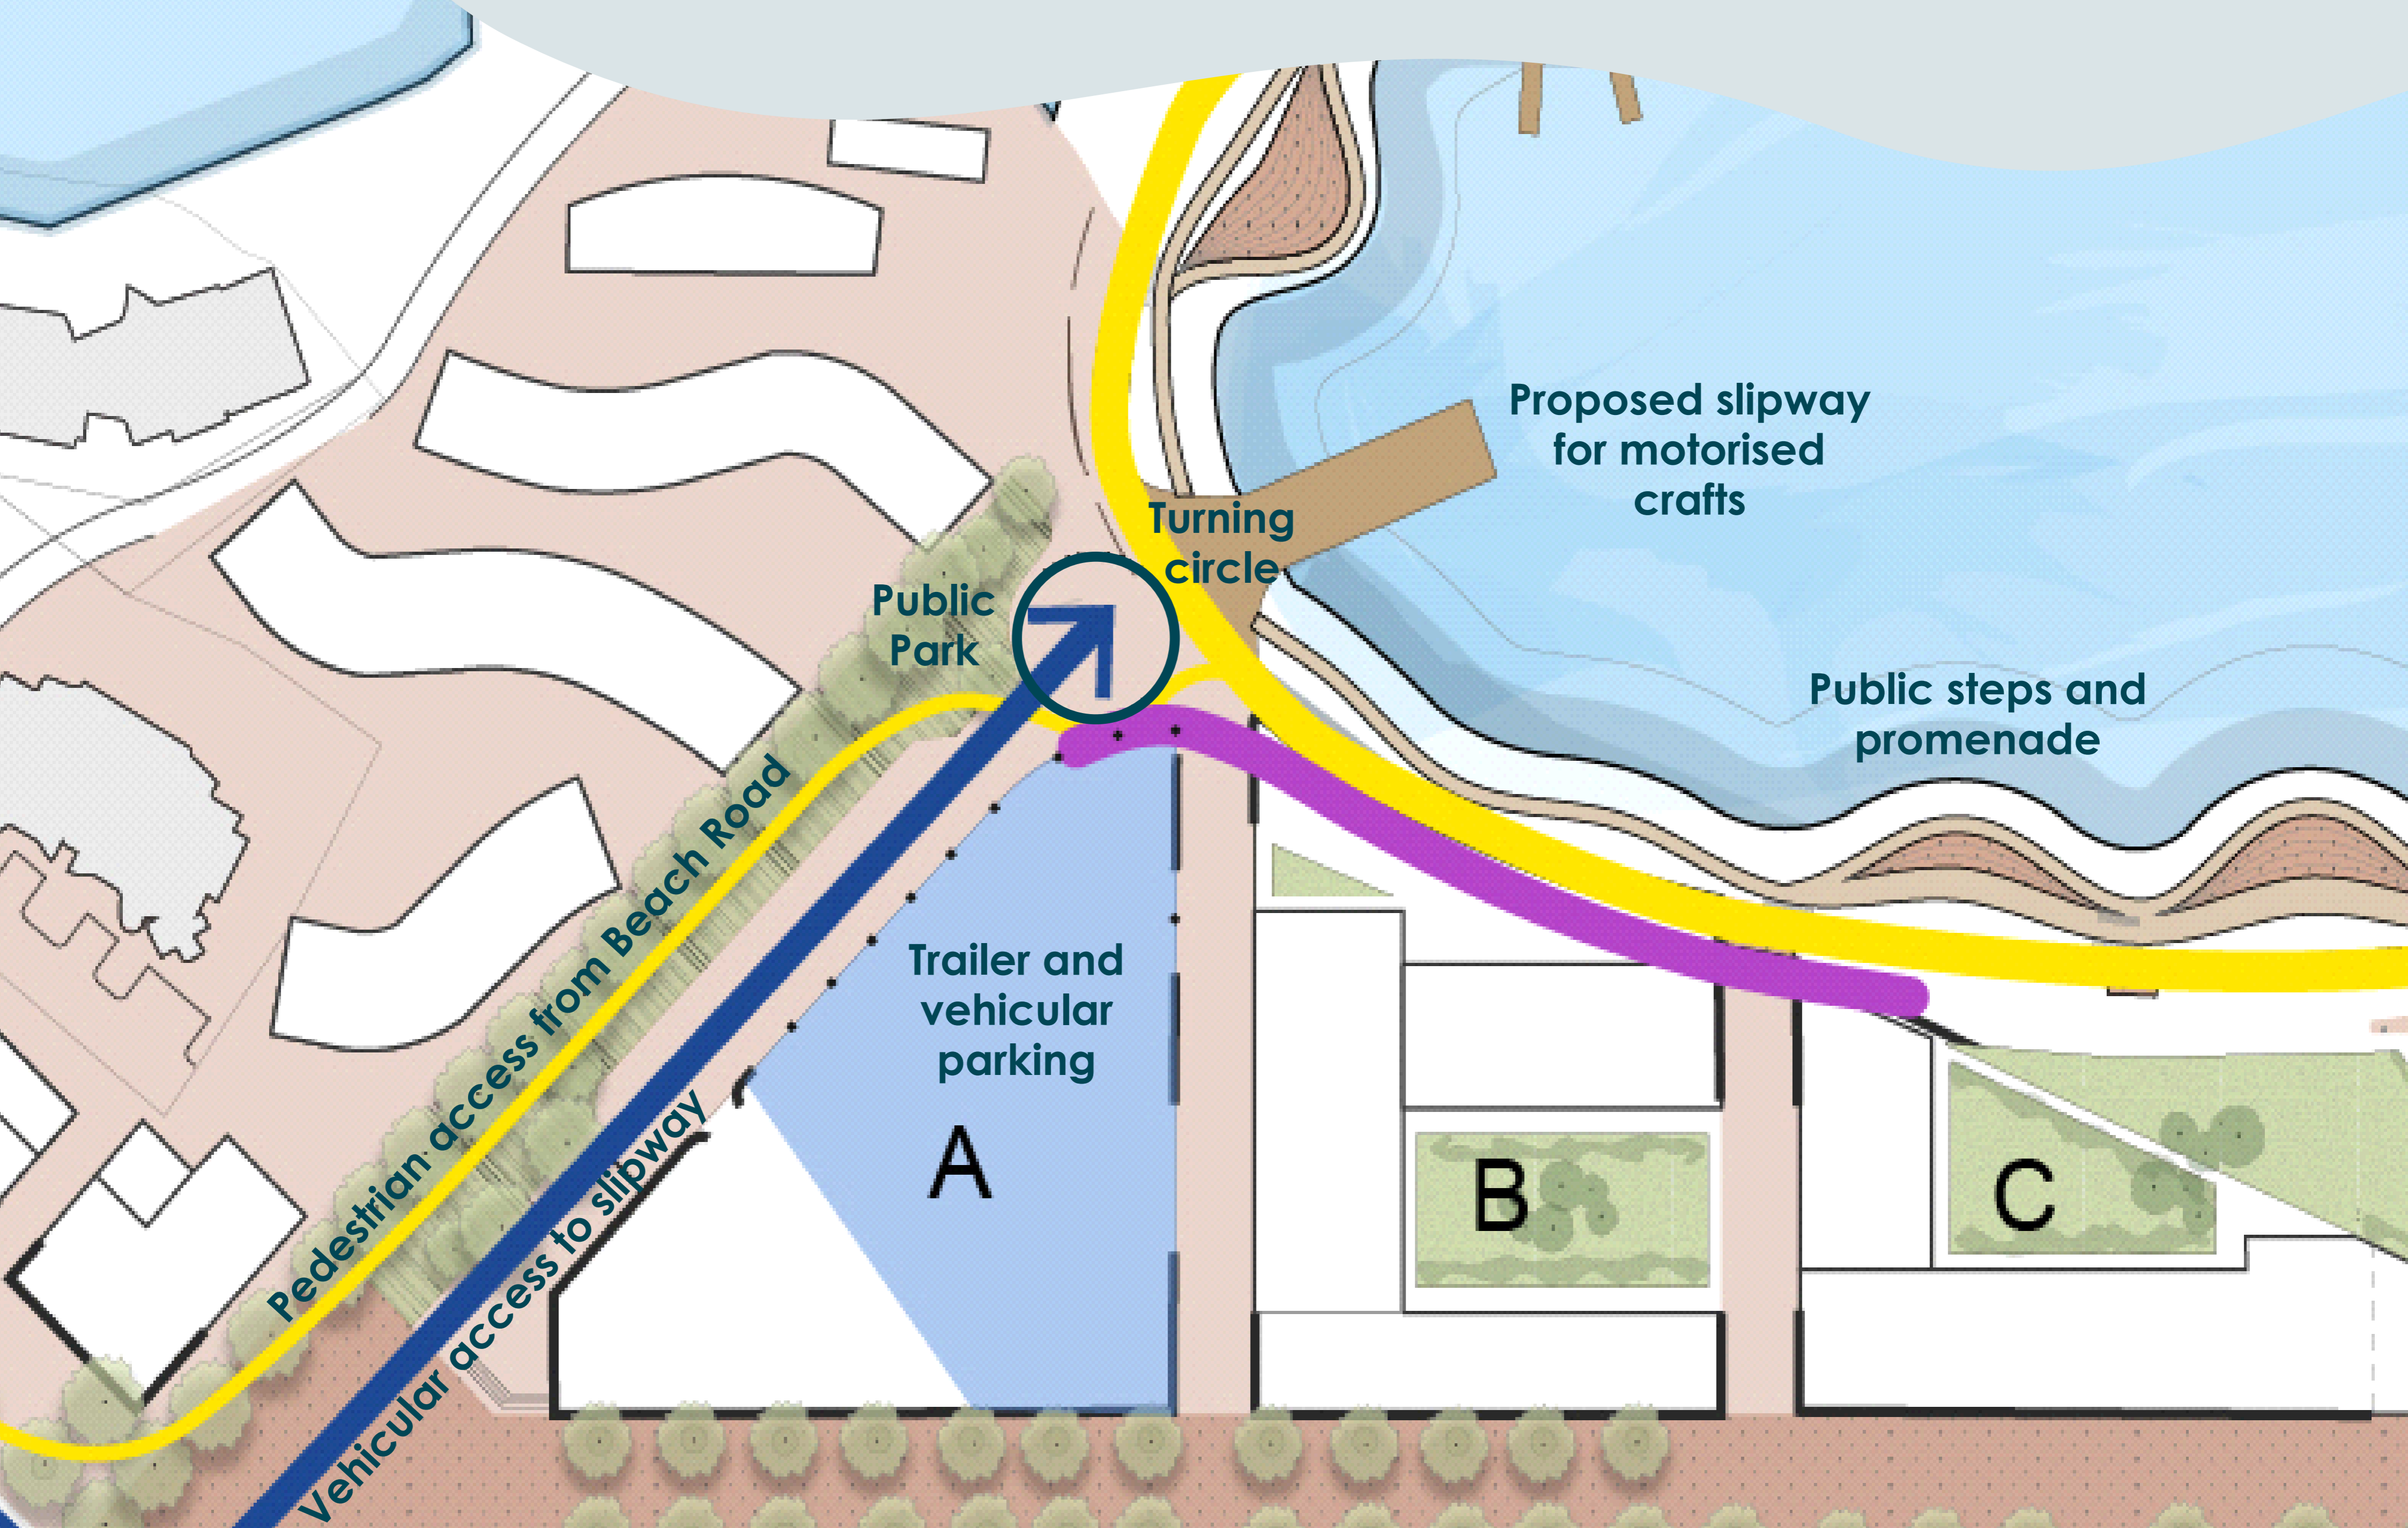 Proposed slipway
for motorised
crafts
Turning
circle
Public
Park
Public steps and
promenade
Pedestrian access from Beach Road
Vehicular access to slipway
Trailer and
vehicular
parking
A
B
C